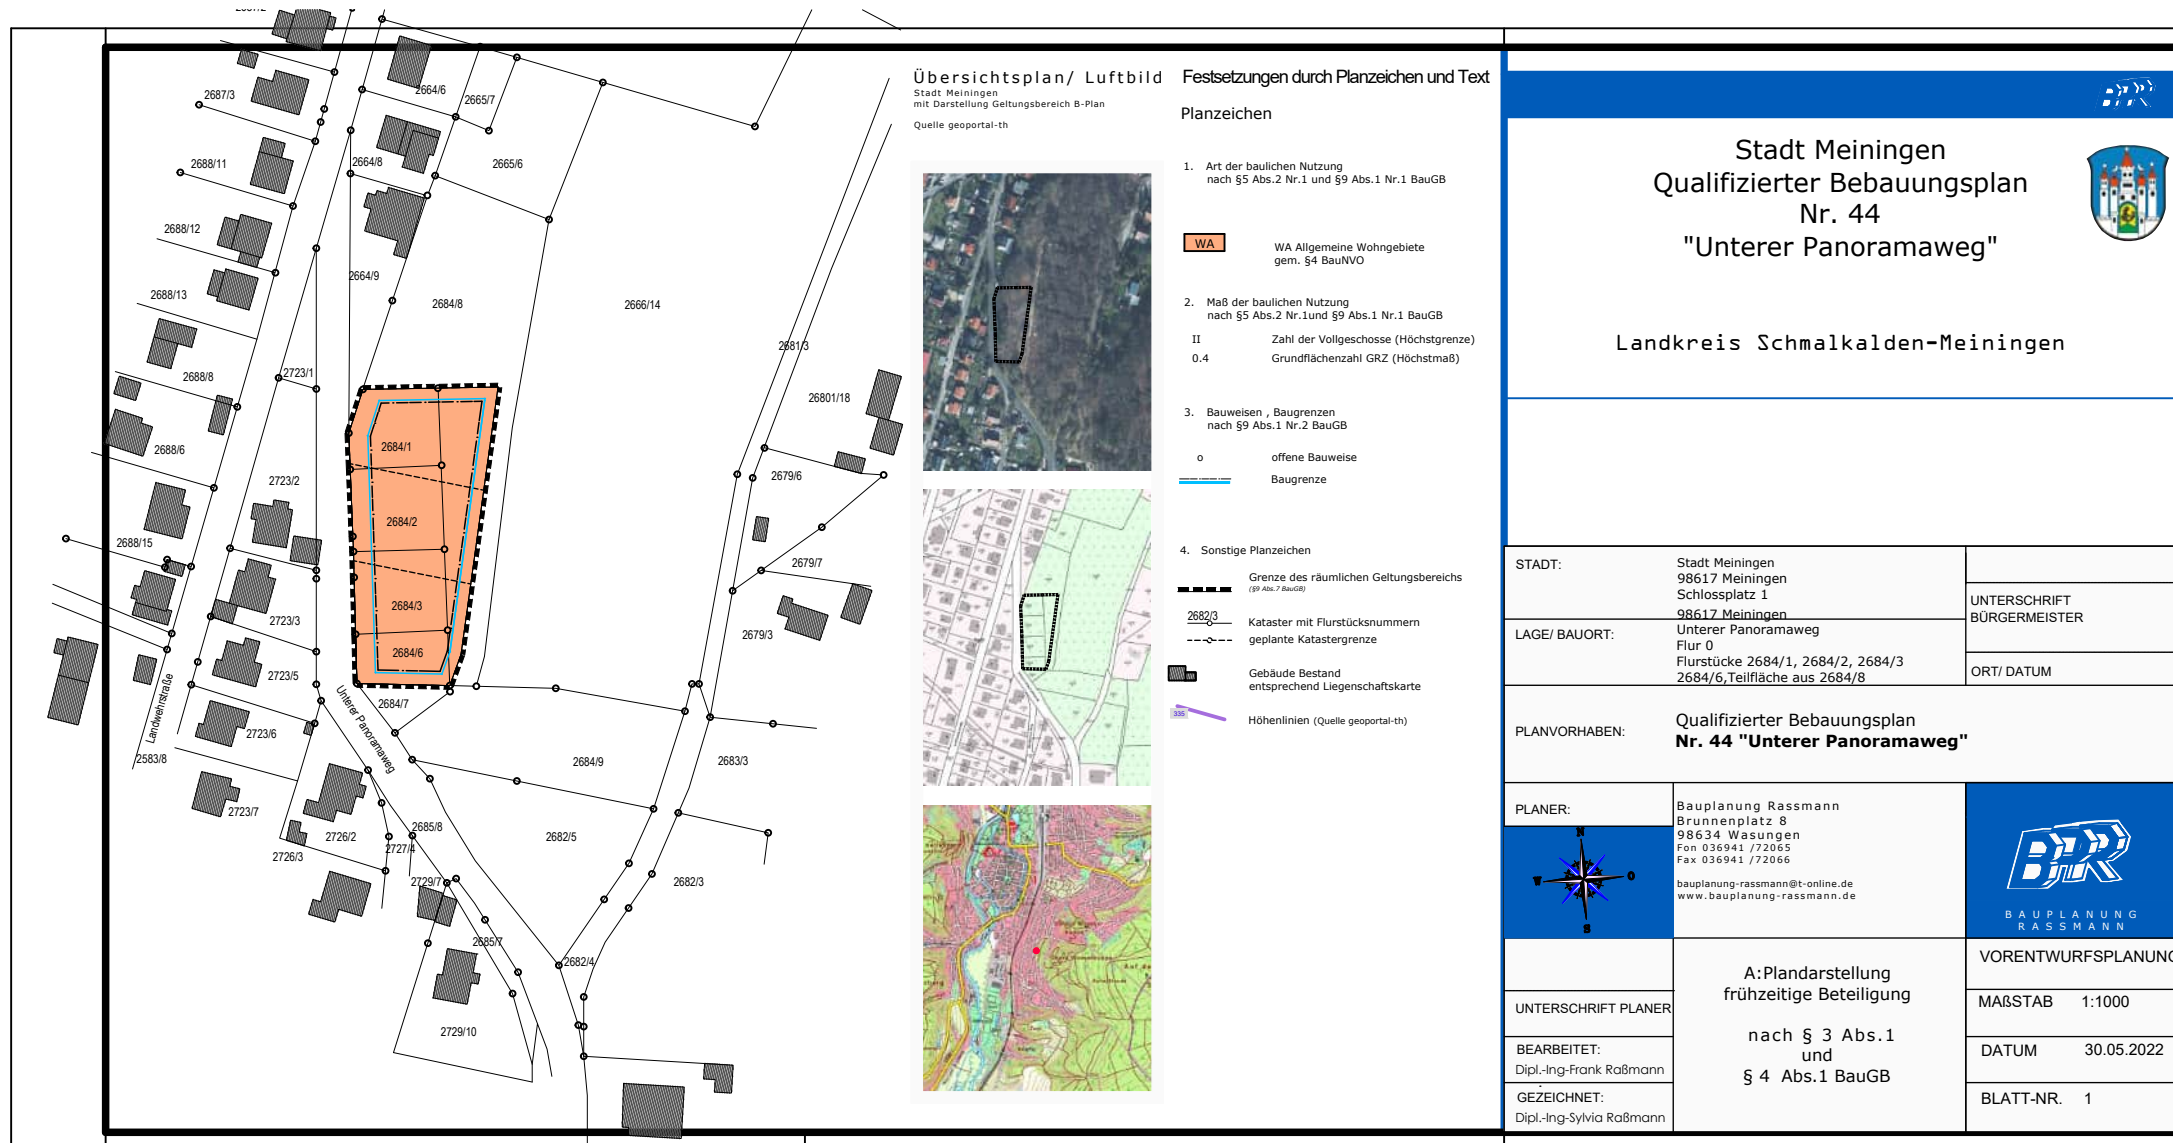 2687/3
2688/11
2688/12
2688/13
2688/8
2688/6
2688/15
2664/6
2665/7
2664/8
2665/6
2664/9
2684/8
2666/14
2681/3
2723/1
26801/18
2684/1
2723/2
2679/6
2684/2
2679/7
2684/3
2723/3
2679/3
2684/6
2723/5
2684/7
Landwehrstraße
Unterer Panoramaweg
2723/6
2583/8
2684/9
2683/3
2723/7
2685/8
2726/2
2682/5
2727/4
2726/3
2729/7
2682/3
2685/7
2682/4
2729/10
Übersichtsplan/ Luftbild
Stadt Meiningen
mit Darstellung Geltungsbereich B-Plan
Quelle geoportal-th
Festsetzungen durch Planzeichen und Text
Planzeichen
1. Art der baulichen Nutzung
nach §5 Abs.2 Nr.1 und §9 Abs.1 Nr.1 BauGB
WA WA Allgemeine Wohngebiete
gem. §4 BauNVO
2. Maß der baulichen Nutzung
nach §5 Abs.2 Nr.1und §9 Abs.1 Nr.1 BauGB
II Zahl der Vollgeschosse (Höchstgrenze)
0.4 Grundflächenzahl GRZ (Höchstmaß)
3. Bauweisen , Baugrenzen
nach §9 Abs.1 Nr.2 BauGB
o offene Bauweise
Baugrenze
4. Sonstige Planzeichen
Grenze des räumlichen Geltungsbereichs
(§9 Abs.7 BauGB)
2682/3
Kataster mit Flurstücksnummern
geplante Katastergrenze
Gebäude Bestand
entsprechend Liegenschaftskarte
335
Höhenlinien (Quelle geoportal-th)
BPR
Stadt Meiningen
Qualifizierter Bebauungsplan
Nr. 44
"Unterer Panoramaweg"
Landkreis Schmalkalden-Meiningen
STADT:
Stadt Meiningen
98617 Meiningen
Schlossplatz 1
98617 Meiningen
UNTERSCHRIFT
BÜRGERMEISTER
LAGE/ BAUORT:
Unterer Panoramaweg
Flur 0
Flurstücke 2684/1, 2684/2, 2684/3
2684/6,Teilfläche aus 2684/8
ORT/ DATUM
PLANVORHABEN:
Qualifizierter Bebauungsplan
Nr. 44 "Unterer Panoramaweg"
PLANER:
Bauplanung Rassmann
Brunnenplatz 8
98634 Wasungen
Fon 036941 /72065
Fax 036941 /72066
bauplanung-rassmann@t-online.de
www.bauplanung-rassmann.de
N
W
O
S
BPR
BAUPLANUNG
RASSMANN
A:Plandarstellung
frühzeitige Beteiligung
nach § 3 Abs.1
und
§ 4 Abs.1 BauGB
VORENTWURFSPLANUNG
UNTERSCHRIFT PLANER
MAßSTAB 1:1000
BEARBEITET:
Dipl.-Ing-Frank Raßmann
DATUM 30.05.2022
GEZEICHNET:
Dipl.-Ing-Sylvia Raßmann
BLATT-NR. 1